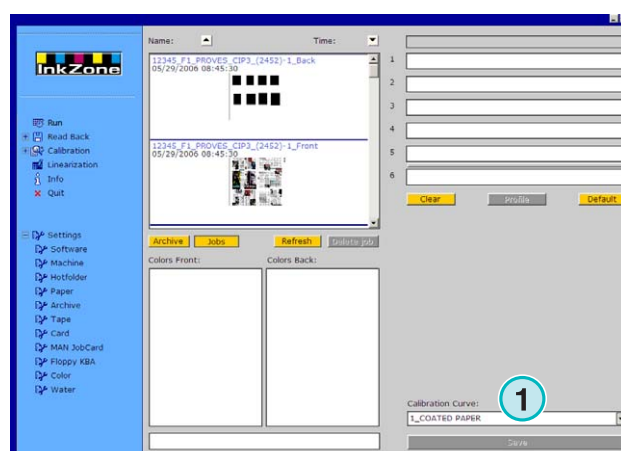 InkZone
Run
Read Back
Calibration
Linearization
Info
Quit
Settings
Software
Machine
Hotfolder
Paper
Archive
Tape
Card
MAN JobCard
Floppy KBA
Color
Water
Name: Time:
12345_F1_PROVES_CIP3_(2452)-1_Back
05/29/2006 08:45:30
12345_F1_PROVES_CIP3_(2452)-1_Front
05/29/2006 08:45:30
Archive Jobs Refresh Delete job
Colors Front: Colors Back:
1
2
3
4
5
6
Clear Profile Default
Calibration Curve:
1_COATED PAPER
Save
1